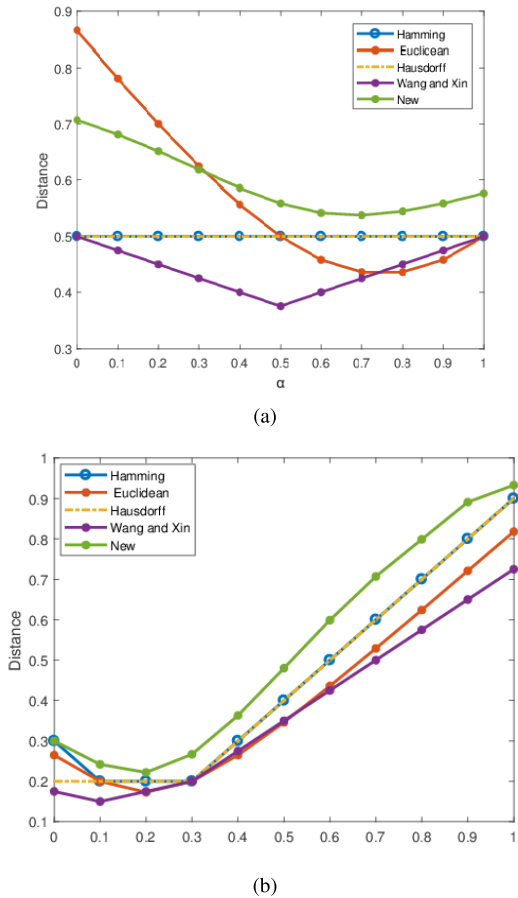 0.9
0.8
0.7
0.6
0.5
0.4
0.3
Distance
Hamming
Euclicean
Hausdorff
Wang and Xin
New
0 0.1 0.2 0.3 0.4 0.5 0.6 0.7 0.8 0.9 1
α
(a)
1
0.9
0.8
0.7
0.6
0.5
0.4
0.3
0.2
0.1
Distance
Hamming
Euclidean
Hausdorff
Wang and Xin
New
0 0.1 0.2 0.3 0.4 0.5 0.6 0.7 0.8 0.9 1
(b)